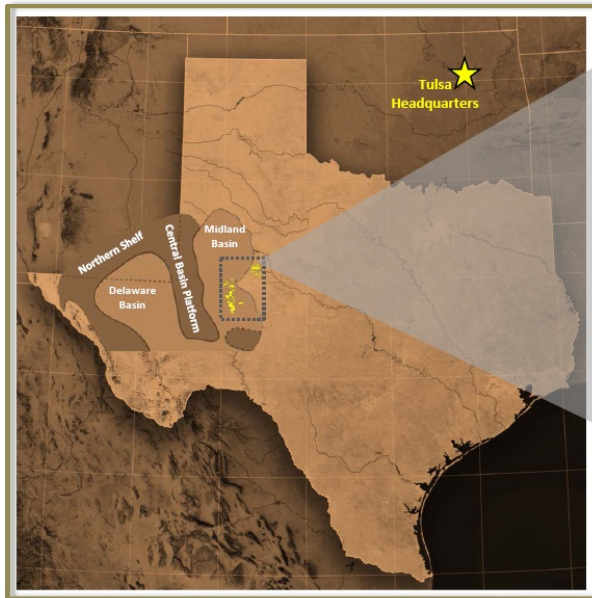 Tulsa
Headquarters
Midland
Basin
Northern Shelf
Central Basin Platform
Delaware
Basin